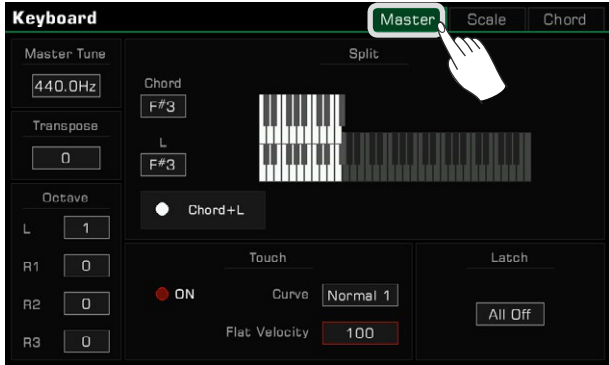 Keyboard
Master
Scale
Chord
Master Tune
440.0Hz
Transpose
0
Octave
L 1
R1 0
R2 0
R3 0
Split
Chord
F#3
L
F#3
Chord+L
Touch
ON
Curve Normal 1
Flat Velocity 100
Latch
All Off